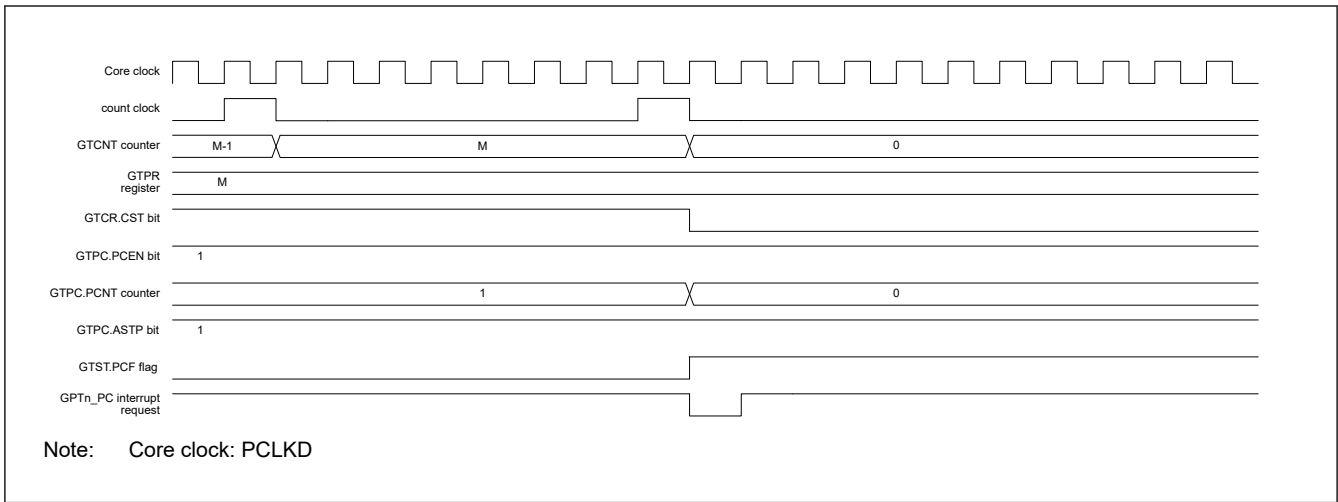 Core clock
count clock
GTCNT counter M-1 M 0
GTPR
register M
GTCR.CST bit
GTPC.PCEN bit 1
GTPC.PCNT counter 1 0
GTPC.ASTP bit 1
GTST.PCF flag
GPTn_PC interrupt
request
Note: Core clock: PCLKD